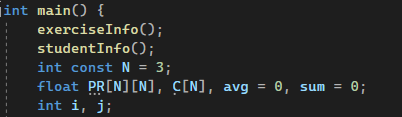 int main() {
exerciseInfo();
studentInfo();
int const N = 3;
float PR[N][N], C[N], avg = 0, sum = 0;
int i, j;